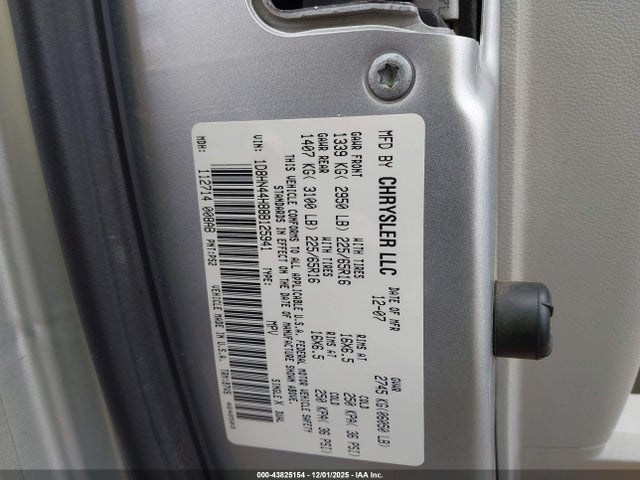 MFD BY CHRYSLER LLC
DATE OF MFR
12-07
GVWR
2745 KG(06050 LB)
GAWR FRONT
1339 KG( 2950 LB)
WITH TIRES
225/65R16
RIMS AT
16X6.5
COLD
250 KPA( 36 PSI)
GAWR REAR
1407 KG( 3100 LB)
WITH TIRES
225/65R16
RIMS AT
16X6.5
COLD
250 KPA( 36 PSI)
THIS VEHICLE CONFORMS TO ALL APPLICABLE U.S.A. FEDERAL MOTOR VEHICLE SAFETY
STANDARDS IN EFFECT ON THE DATE OF MANUFACTURE SHOWN ABOVE.
VIN: 1D8HN44H88B125941 TYPE: MPV SINGLE X DUAL
MDH: 112714 VEHICLE MADE IN U.S.A.
000-43825154 - 12/01/2025 - IAA Inc.